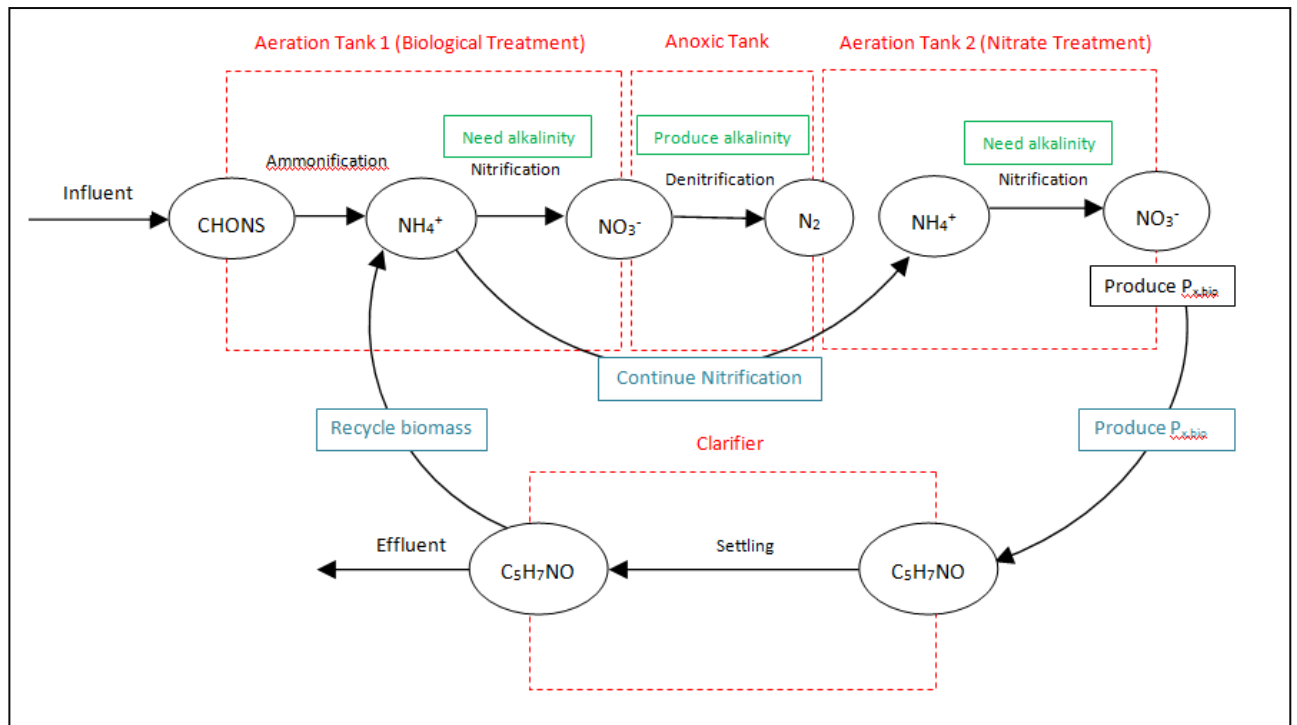 Aeration Tank 1 (Biological Treatment)
Anoxic Tank
Aeration Tank 2 (Nitrate Treatment)
Need alkalinity
Produce alkalinity
Need alkalinity
Ammonification
Nitrification
Denitrification
Nitrification
Influent
CHONS
NH₄⁺
NO₃⁻
N₂
NH₄⁺
NO₃⁻
Produce Pₓ,bio
Continue Nitrification
Recycle biomass
Produce Pₓ,bio
Clarifier
Effluent
Settling
C₅H₇NO
C₅H₇NO